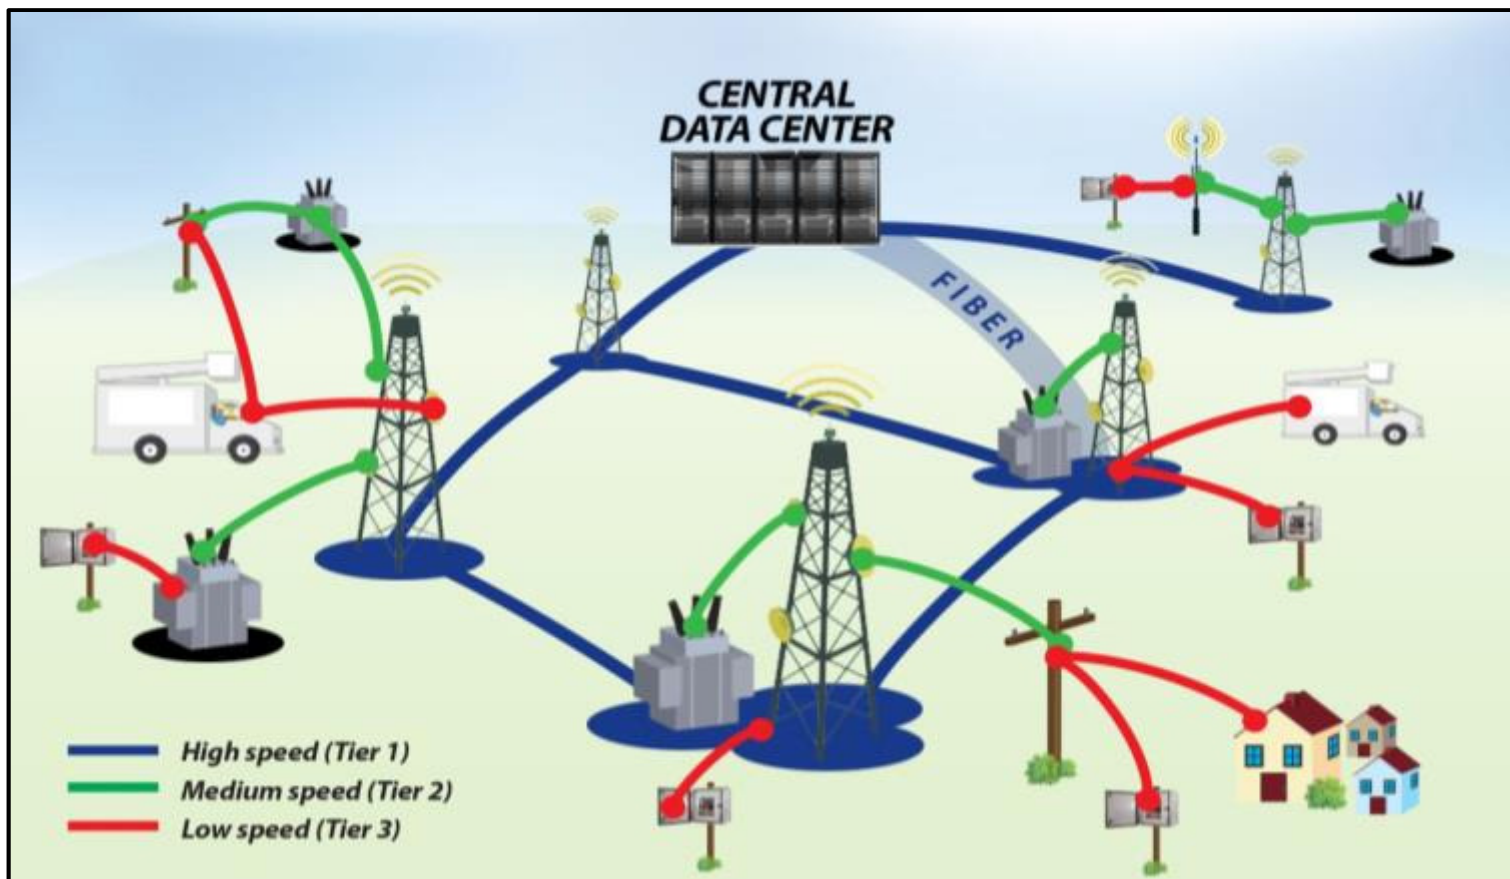 CENTRAL
DATA CENTER
FIBER
High speed (Tier 1)
Medium speed (Tier 2)
Low speed (Tier 3)